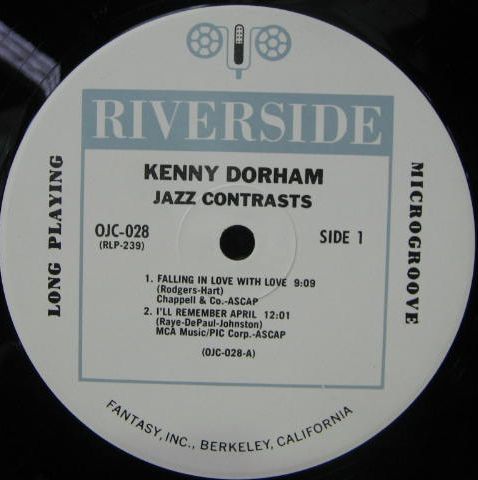 RIVERSIDE
KENNY DORHAM
JAZZ CONTRASTS
OJC-028
(RLP-239)
SIDE 1
LONG PLAYING
MICROGROOVE
1. FALLING IN LOVE WITH LOVE 9:09
(Rodgers-Hart)
Chappell & Co.-ASCAP
2. I'LL REMEMBER APRIL 12:01
(Raye-DePaul-Johnston)
MCA Music/PIC Corp.-ASCAP
(OJC-028-A)
FANTASY, INC., BERKELEY, CALIFORNIA